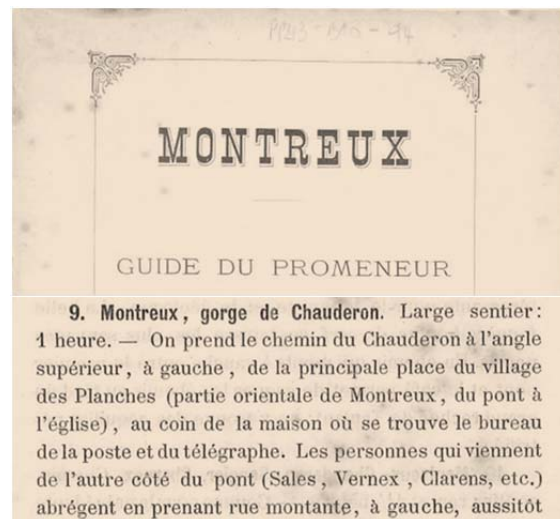 MONTREUX
GUIDE DU PROMENEUR
9. Montreux, gorge de Chauderon. Large sentier:
1 heure. — On prend le chemin du Chauderon à l'angle
supérieur, à gauche, de la principale place du village
des Planches (partie orientale de Montreux, du pont à
l'église), au coin de la maison où se trouve le bureau
de la poste et du télégraphe. Les personnes qui viennent
de l'autre côté du pont (Sales, Vernex, Clarens, etc.)
abrégent en prenant rue montante, à gauche, aussitôt